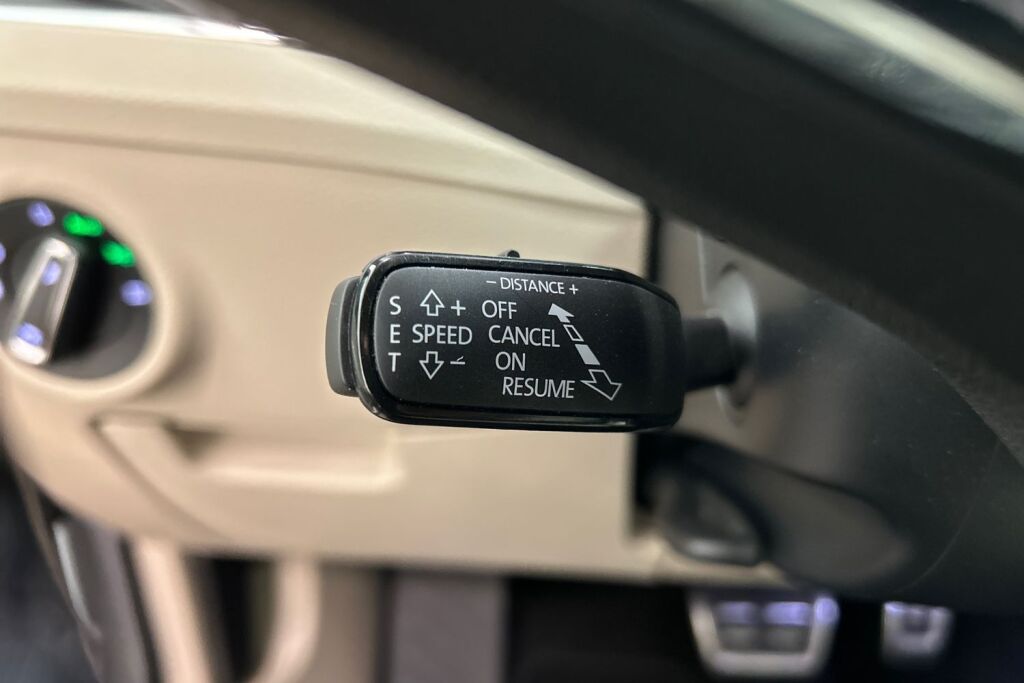 - DISTANCE +
S + OFF
E SPEED CANCEL
T - ON
RESUME